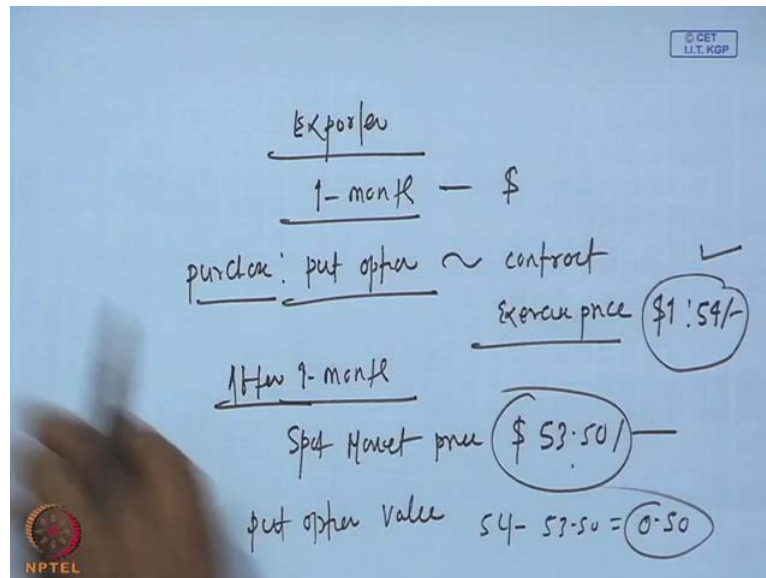 © CET
I.I.T. KGP
Exporter
1-month — $
purchase: put option ~ contract ✓
Exercise price $1:54/-
After 1-month
Spot Market price $ 53.50/—
put option value 54 - 53.50 = 0.50
NPTEL